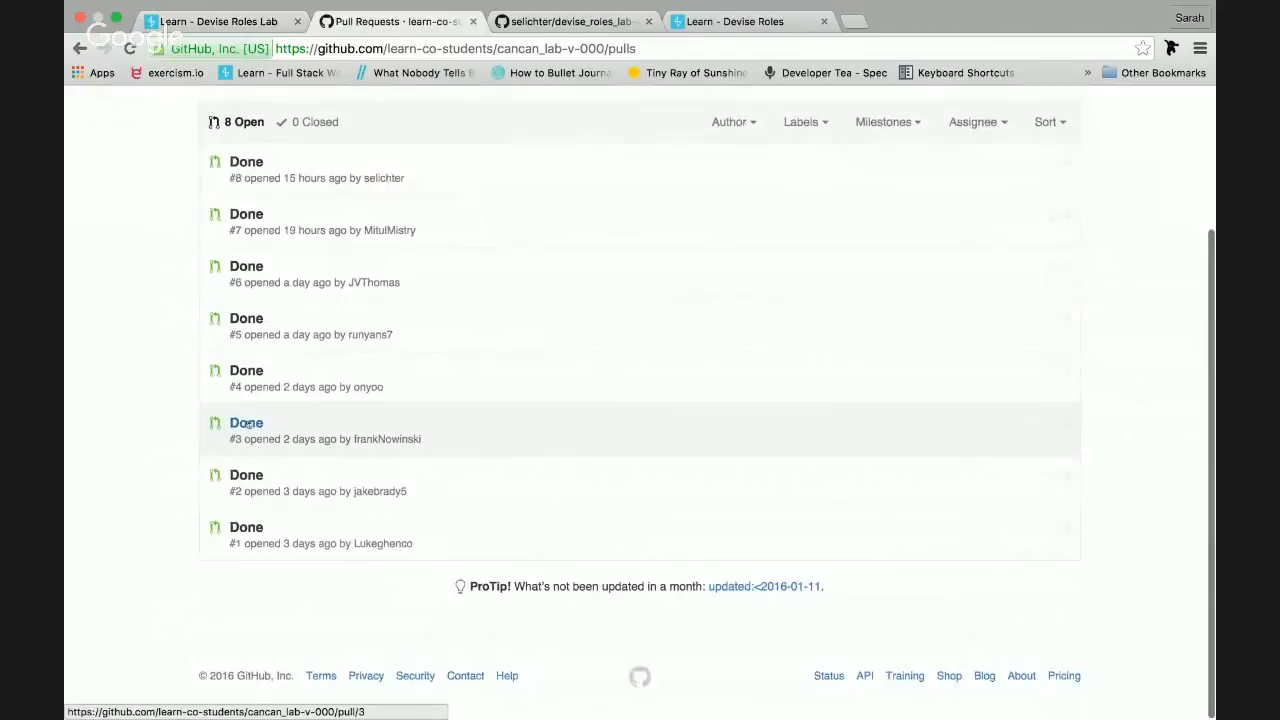 Learn - Devise Roles Lab
Pull Requests · learn-co-s
selichter/devise_roles_lab-
Learn - Devise Roles
Sarah
Google
GitHub, Inc. [US]
https://github.com/learn-co-students/cancan_lab-v-000/pulls
Apps
exercism.io
Learn - Full Stack W
What Nobody Tells
How to Bullet Journa
Tiny Ray of Sunshine
Developer Tea - Spec
Keyboard Shortcuts
»
Other Bookmarks
8 Open
0 Closed
Author
Labels
Milestones
Assignee
Sort
Done
#8 opened 15 hours ago by selichter
Done
#7 opened 19 hours ago by MitulMistry
Done
#6 opened a day ago by JVThomas
Done
#5 opened a day ago by runyans7
Done
#4 opened 2 days ago by onyoo
Done
#3 opened 2 days ago by frankNowinski
Done
#2 opened 3 days ago by jakebrady5
Done
#1 opened 3 days ago by Lukeghenco
ProTip! What's not been updated in a month: updated:<2016-01-11.
© 2016 GitHub, Inc.
Terms
Privacy
Security
Contact
Help
Status
API
Training
Shop
Blog
About
Pricing
https://github.com/learn-co-students/cancan_lab-v-000/pull/3